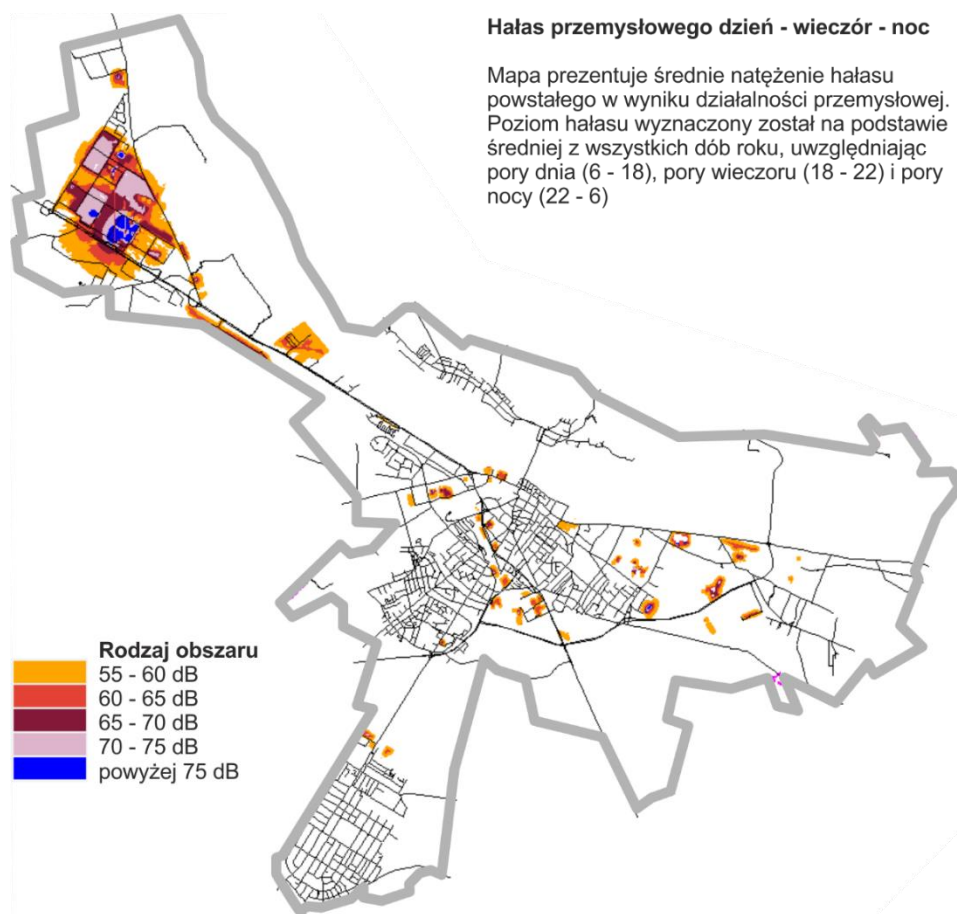 Hałas przemysłowego dzień - wieczór - noc
Mapa prezentuje średnie natężenie hałasu
powstałego w wyniku działalności przemysłowej.
Poziom hałasu wyznaczony został na podstawie
średniej z wszystkich dób roku, uwzględniając
pory dnia (6 - 18), pory wieczoru (18 - 22) i pory
nocy (22 - 6)
Rodzaj obszaru
55 - 60 dB
60 - 65 dB
65 - 70 dB
70 - 75 dB
powyżej 75 dB